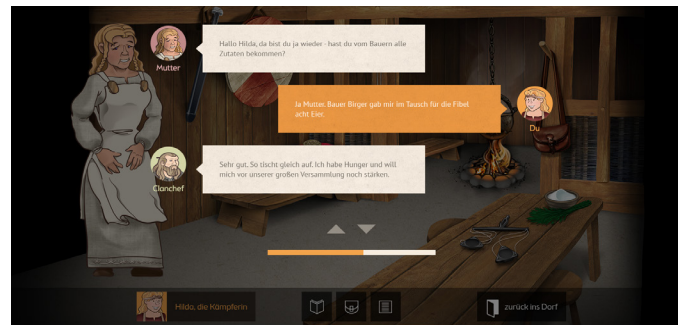 Hallo Hilda, da bist du ja wieder - hast du vom Bauern alle
Zutaten bekommen?
Mutter
Ja Mutter. Bauer Birger gab mir im Tausch für die Fibel
acht Eier.
Du
Sehr gut. So tischt gleich auf. Ich habe Hunger und will
mich vor unserer großen Versammlung noch stärken.
Clanchef
Hilda, die Kämpferin
zurück ins Dorf